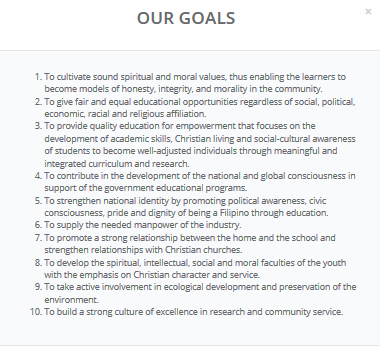 OUR GOALS
×
1. To cultivate sound spiritual and moral values, thus enabling the learners to
become models of honesty, integrity, and morality in the community.
2. To give fair and equal educational opportunities regardless of social, political,
economic, racial and religious affiliation.
3. To provide quality education for empowerment that focuses on the
development of academic skills, Christian living and social-cultural awareness
of students to become well-adjusted individuals through meaningful and
integrated curriculum and research.
4. To contribute in the development of the national and global consciousness in
support of the government educational programs.
5. To strengthen national identity by promoting political awareness, civic
consciousness, pride and dignity of being a Filipino through education.
6. To supply the needed manpower of the industry.
7. To promote a strong relationship between the home and the school and
strengthen relationships with Christian churches.
8. To develop the spiritual, intellectual, social and moral faculties of the youth
with the emphasis on Christian character and service.
9. To take active involvement in ecological development and preservation of the
environment.
10. To build a strong culture of excellence in research and community service.